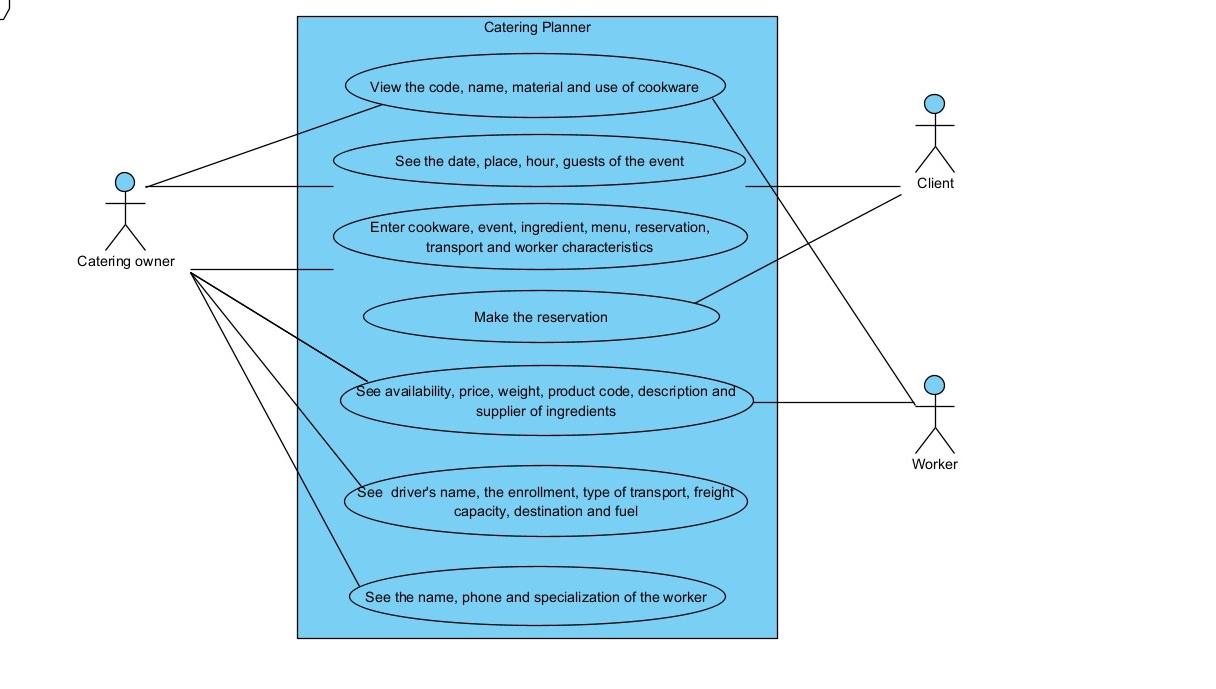 Catering Planner
View the code, name, material and use of cookware
See the date, place, hour, guests of the event
Client
Enter cookware, event, ingredient, menu, reservation,
transport and worker characteristics
Catering owner
Make the reservation
See availability, price, weight, product code, description and
supplier of ingredients
Worker
See driver's name, the enrollment, type of transport, freight
capacity, destination and fuel
See the name, phone and specialization of the worker